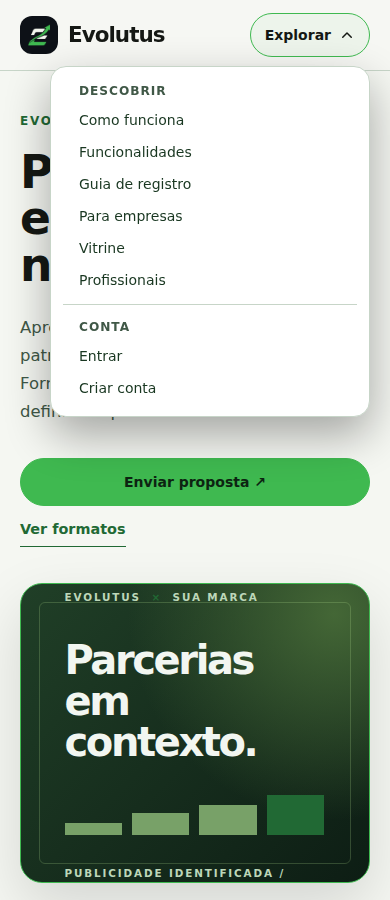 Evolutus
Explorar
DESCOBRIR
Como funciona
Funcionalidades
Guia de registro
Para empresas
Vitrine
Profissionais
CONTA
Entrar
Criar conta
Enviar proposta ↗
Ver formatos
EVOLUTUS × SUA MARCA
Parcerias
em
contexto.
PUBLICIDADE IDENTIFICADA /